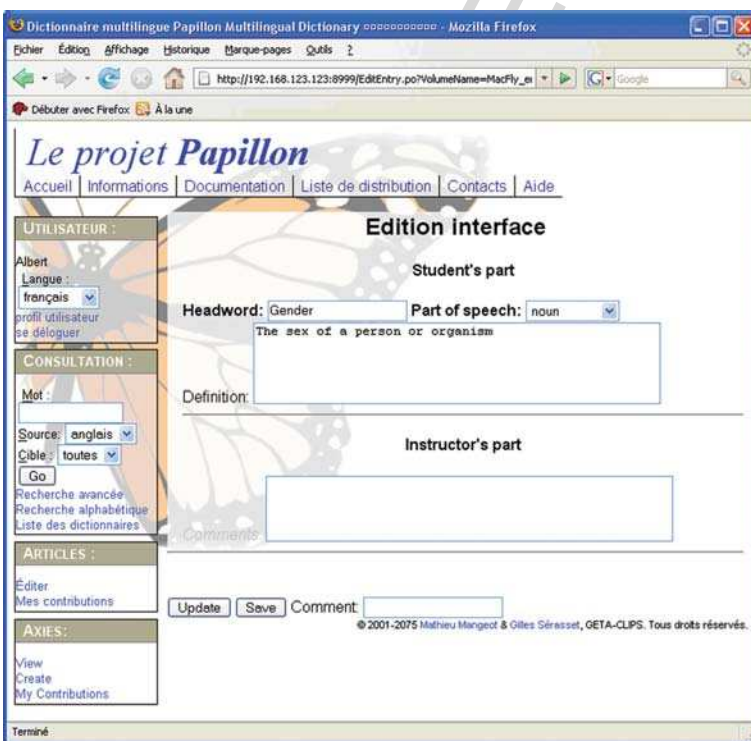 Dictionnaire multilingue Papillon Multilingual Dictionary ¤¤¤¤¤¤¤¤¤¤¤ - Mozilla Firefox
Fichier Édition Affichage Historique Marque-pages Outils ?
http://192.168.123.123:8999/EditEntry.po?VolumeName=MacFly_e
Google
Débuter avec Firefox À la une
Le projet Papillon
Accueil Informations Documentation Liste de distribution Contacts Aide
UTILISATEUR :
Albert
Langue :
français
profil utilisateur
se déloguer
CONSULTATION :
Mot :
Source: anglais
Cible : toutes
Go
Recherche avancée
Recherche alphabétique
Liste des dictionnaires
ARTICLES :
Éditer
Mes contributions
AXIES:
View
Create
My Contributions
Edition interface
Student's part
Headword: Gender Part of speech: noun
The sex of a person or organism
Definition:
Instructor's part
Comments
Update Save Comment:
© 2001-2075 Mathieu Mangeot & Gilles Sérasset, GETA-CLIPS. Tous droits réservés.
Terminé